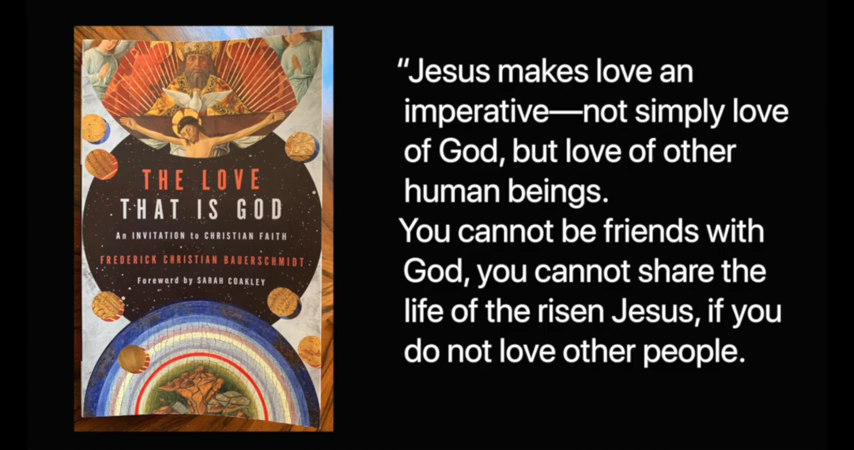 THE LOVE
THAT IS GOD
An INVITATION to CHRISTIAN FAITH
FREDERICK CHRISTIAN BAUERSCHMIDT
Foreword by SARAH COAKLEY
“Jesus makes love an
imperative—not simply love
of God, but love of other
human beings.
You cannot be friends with
God, you cannot share the
life of the risen Jesus, if you
do not love other people.